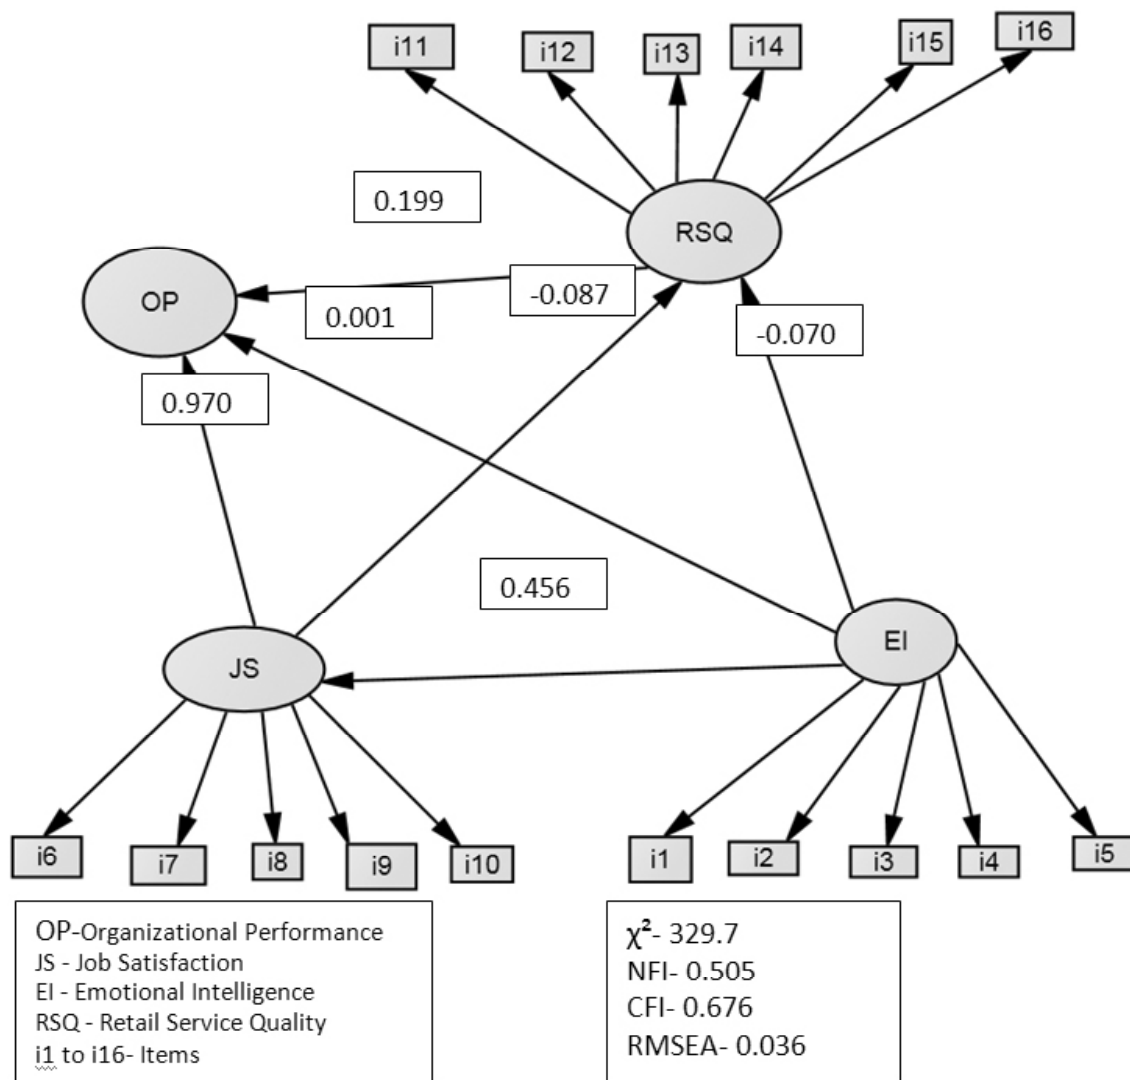 i11
i12
i13
i14
i15
i16
0.199
RSQ
OP
0.001
-0.087
-0.070
0.970
0.456
JS
EI
i6
i7
i8
i9
i10
i1
i2
i3
i4
i5
OP-Organizational Performance
JS - Job Satisfaction
EI - Emotional Intelligence
RSQ - Retail Service Quality
i1 to i16- Items
χ²- 329.7
NFI- 0.505
CFI- 0.676
RMSEA- 0.036